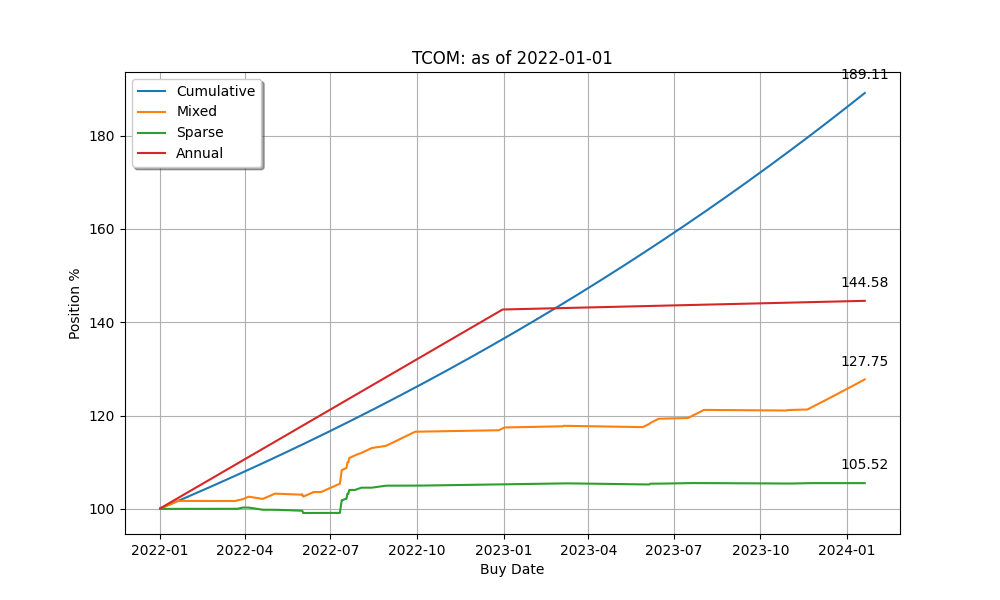 TCOM: as of 2022-01-01
189.11
Cumulative
Mixed
Sparse
Annual
180
160
144.58
140
127.75
120
105.52
100
Position %
2022-01 2022-04 2022-07 2022-10 2023-01 2023-04 2023-07 2023-10 2024-01
Buy Date